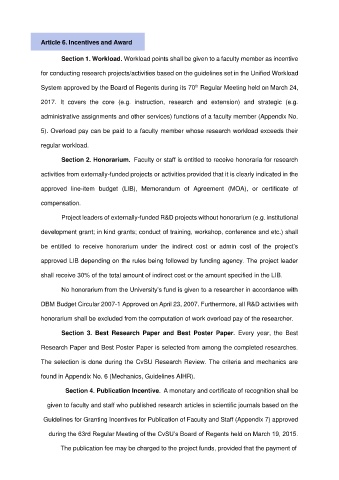 Article 6. Incentives and Award
Section 1. Workload. Workload points shall be given to a faculty member as incentive
for conducting research projects/activities based on the guidelines set in the Unified Workload
System approved by the Board of Regents during its 70th Regular Meeting held on March 24,
2017. It covers the core (e.g. instruction, research and extension) and strategic (e.g.
administrative assignments and other services) functions of a faculty member (Appendix No.
5). Overload pay can be paid to a faculty member whose research workload exceeds their
regular workload.
Section 2. Honorarium. Faculty or staff is entitled to receive honoraria for research
activities from externally-funded projects or activities provided that it is clearly indicated in the
approved line-item budget (LIB), Memorandum of Agreement (MOA), or certificate of
compensation.
Project leaders of externally-funded R&D projects without honorarium (e.g. institutional
development grant; in kind grants; conduct of training, workshop, conference and etc.) shall
be entitled to receive honorarium under the indirect cost or admin cost of the project's
approved LIB depending on the rules being followed by funding agency. The project leader
shall receive 30% of the total amount of indirect cost or the amount specified in the LIB.
No honorarium from the University's fund is given to a researcher in accordance with
DBM Budget Circular 2007-1 Approved on April 23, 2007. Furthermore, all R&D activities with
honorarium shall be excluded from the computation of work overload pay of the researcher.
Section 3. Best Research Paper and Best Poster Paper. Every year, the Best
Research Paper and Best Poster Paper is selected from among the completed researches.
The selection is done during the CvSU Research Review. The criteria and mechanics are
found in Appendix No. 6 (Mechanics, Guidelines AIHR).
Section 4. Publication Incentive. A monetary and certificate of recognition shall be
given to faculty and staff who published research articles in scientific journals based on the
Guidelines for Granting Incentives for Publication of Faculty and Staff (Appendix 7) approved
during the 63rd Regular Meeting of the CvSU's Board of Regents held on March 19, 2015.
The publication fee may be charged to the project funds, provided that the payment of